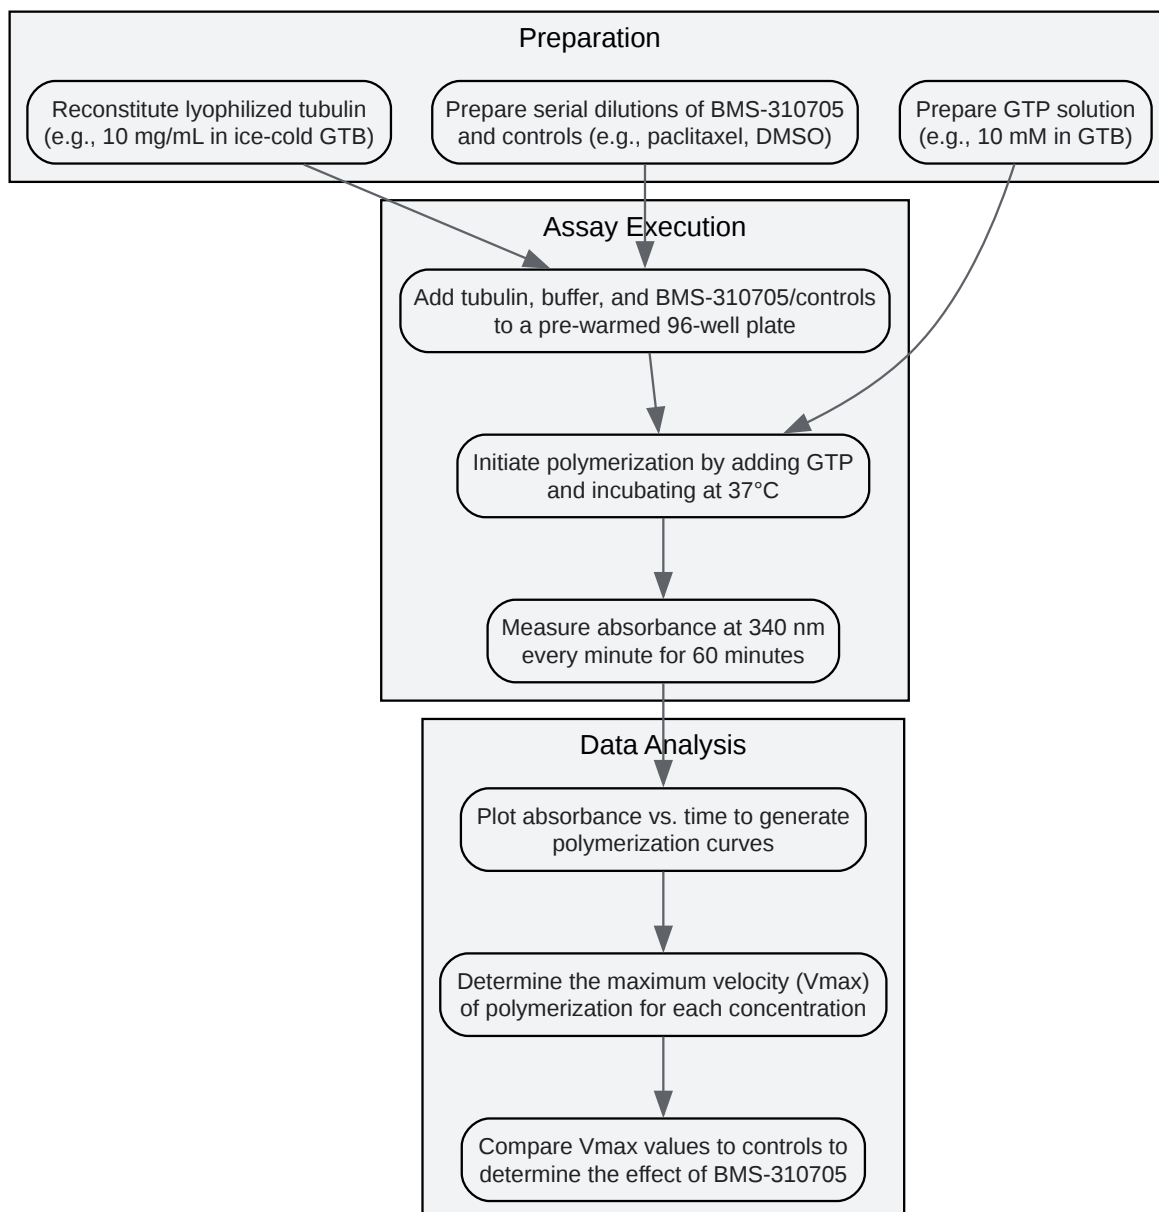 Preparation
Reconstitute lyophilized tubulin
(e.g., 10 mg/mL in ice-cold GTB)
Prepare serial dilutions of BMS-310705
and controls (e.g., paclitaxel, DMSO)
Prepare GTP solution
(e.g., 10 mM in GTB)
Assay Execution
Add tubulin, buffer, and BMS-310705/controls
to a pre-warmed 96-well plate
Initiate polymerization by adding GTP
and incubating at 37°C
Measure absorbance at 340 nm
every minute for 60 minutes
Data Analysis
Plot absorbance vs. time to generate
polymerization curves
Determine the maximum velocity (Vmax)
of polymerization for each concentration
Compare Vmax values to controls to
determine the effect of BMS-310705